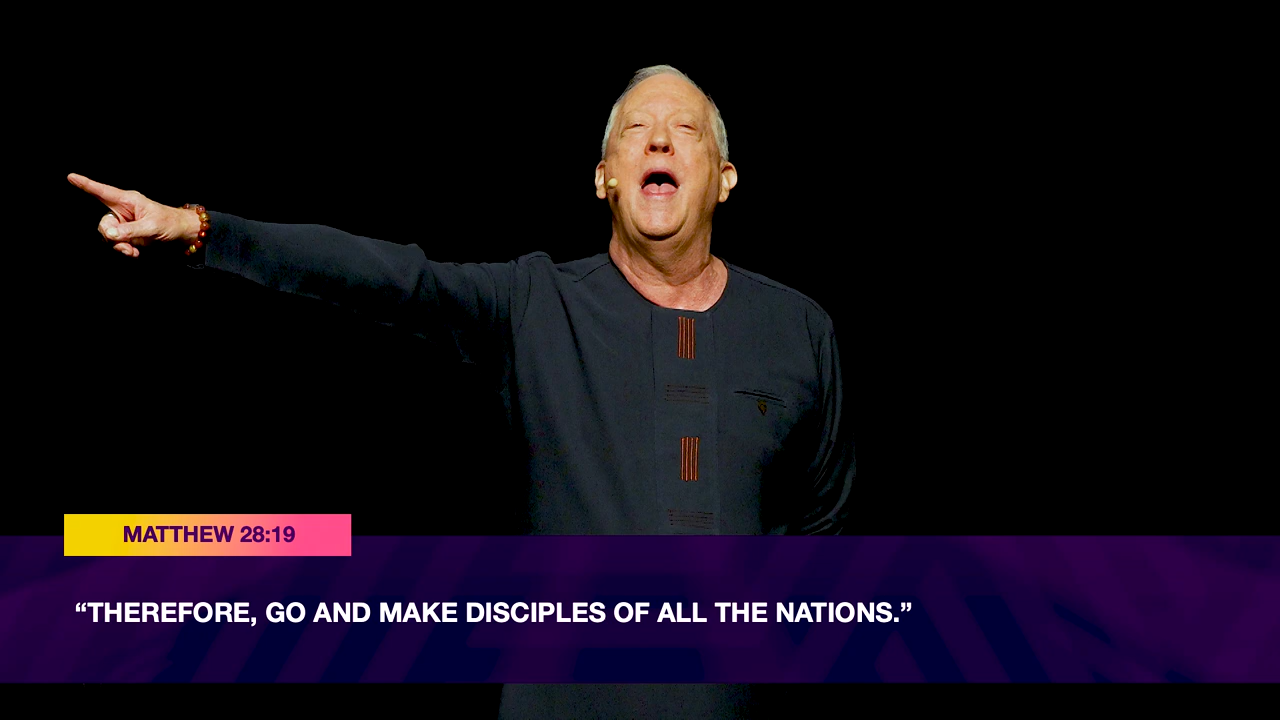 MATTHEW 28:19
“THEREFORE, GO AND MAKE DISCIPLES OF ALL THE NATIONS.”